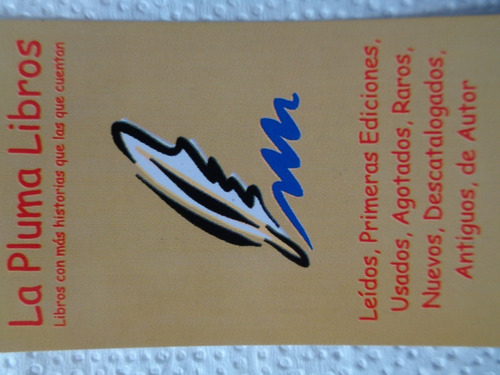 La Pluma Libros
Libros con más historias que las que cuentan
Leídos, Primeras Ediciones,
Usados, Agotados, Raros,
Nuevos, Descatalogados,
Antiguos, de Autor